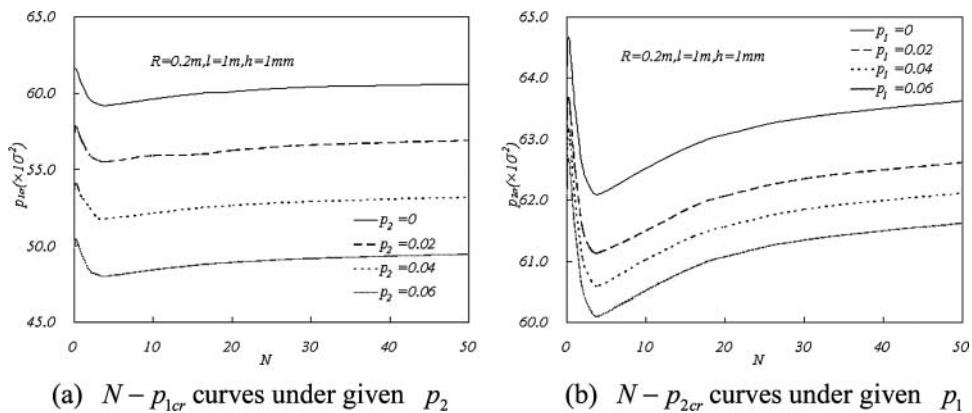 65.0
60.0
55.0
50.0
45.0
p1cr(×10⁻²)
R=0.2m,l=1m,h=1mm
p2 =0
p2 =0.02
p2 =0.04
p2 =0.06
0 10 20 30 40 50
N
(a) N − p1cr curves under given p2
65.0
64.0
63.0
62.0
61.0
60.0
p2cr(×10⁻²)
R=0.2m,l=1m,h=1mm
p1 =0
p1 =0.02
p1 =0.04
p1 =0.06
0 10 20 30 40 50
N
(b) N − p2cr curves under given p1